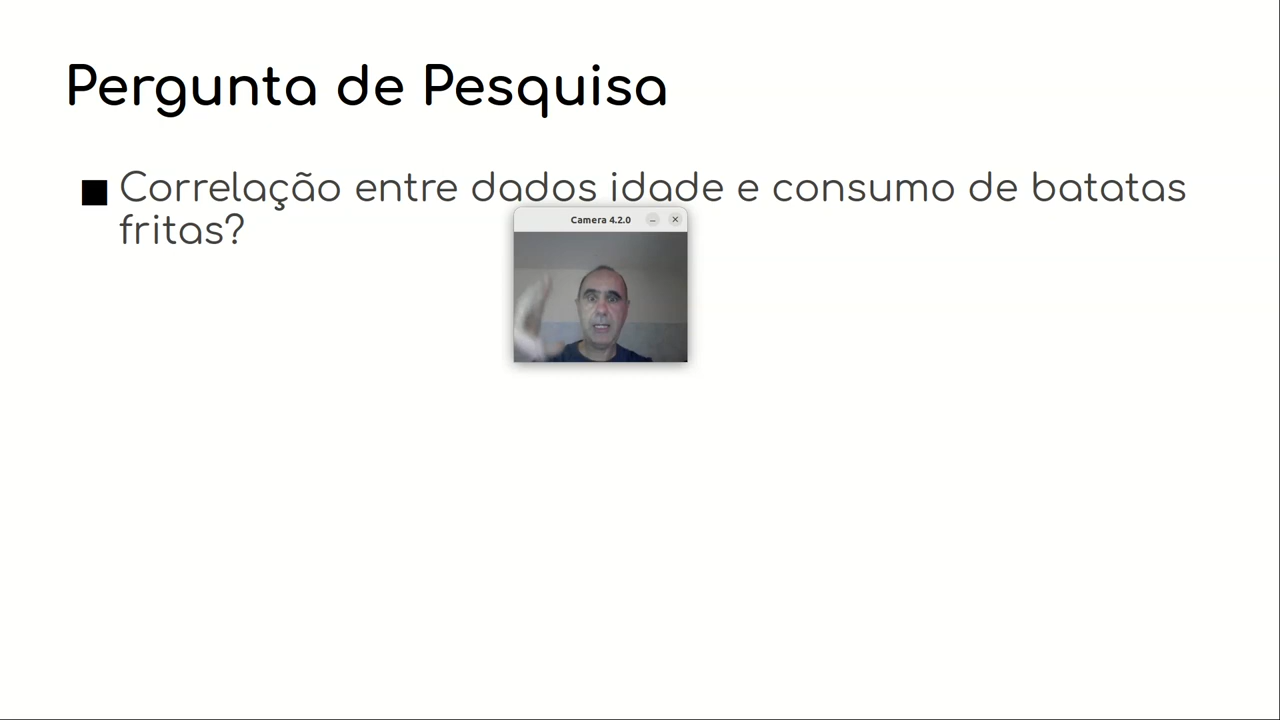 Pergunta de Pesquisa
Correlação entre dados idade e consumo de batatas
fritas?
Camera 4.2.0